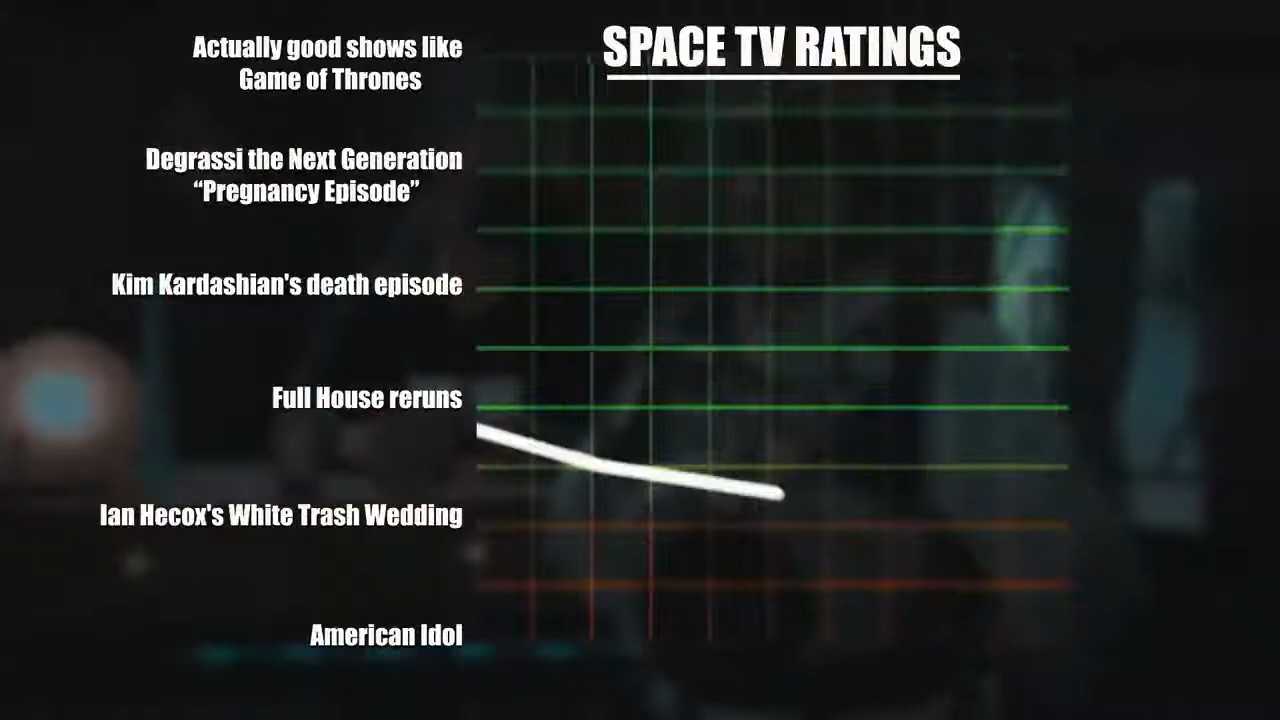 SPACE TV RATINGS
Actually good shows like
Game of Thrones
Degrassi the Next Generation
“Pregnancy Episode”
Kim Kardashian's death episode
Full House reruns
Ian Hecox's White Trash Wedding
American Idol